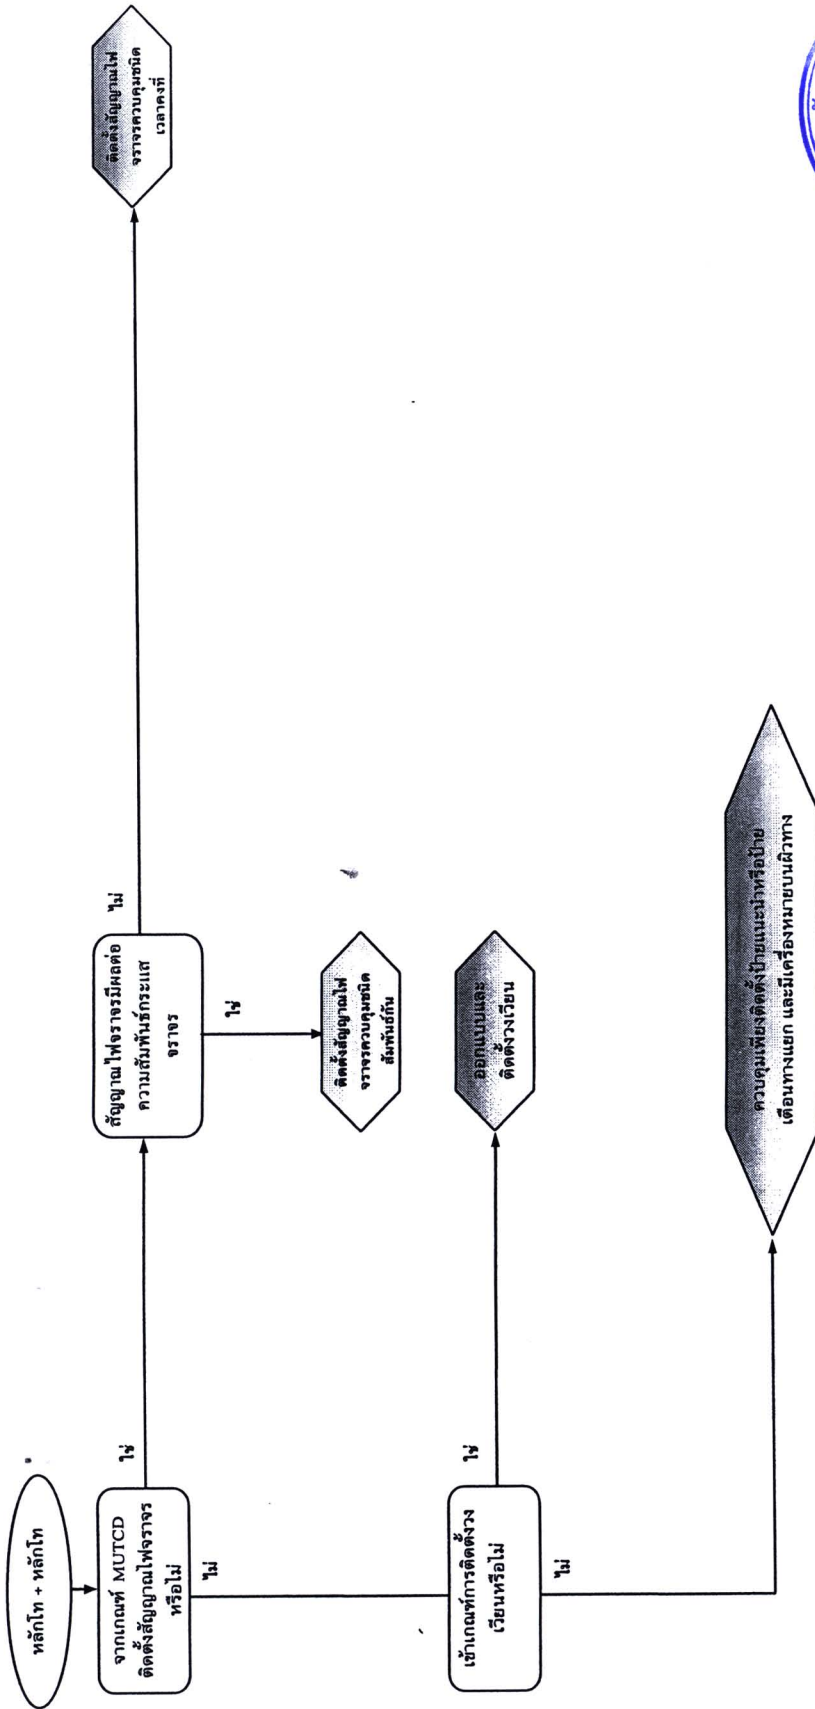 หลักโท + หลักโท
จากเกณฑ์ MUTCD
ติดตั้งสัญญาณไฟจราจร
หรือไม่
ใช่
ไม่
สัญญาณไฟจราจรมีผลต่อ
ความสัมพันธ์กระแส
จราจร
ไม่
ใช่
ติดตั้งสัญญาณไฟ
จราจรควบคุมชนิด
เวลาคงที่
ติดตั้งสัญญาณไฟ
จราจรควบคุมชนิด
สัมพันธ์กัน
เข้าเกณฑ์การติดตั้งวง
เวียนหรือไม่
ใช่
ไม่
ออกแบบและ
ติดตั้งวงเวียน
ควบคุมเพียงติดตั้งป้ายแนะนำหรือป้าย
เตือนทางแยก และมีเครื่องหมายบนผิวทาง